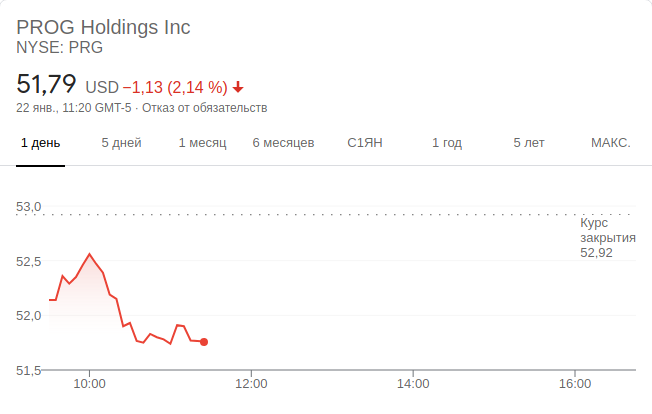 PROG Holdings Inc
NYSE: PRG
51,79 USD −1,13 (2,14 %)
22 янв., 11:20 GMT-5 · Отказ от обязательств
1 день 5 дней 1 месяц 6 месяцев С1ЯН 1 год 5 лет МАКС.
53,0
Курс
закрытия
52,92
52,5
52,0
51,5
10:00 12:00 14:00 16:00